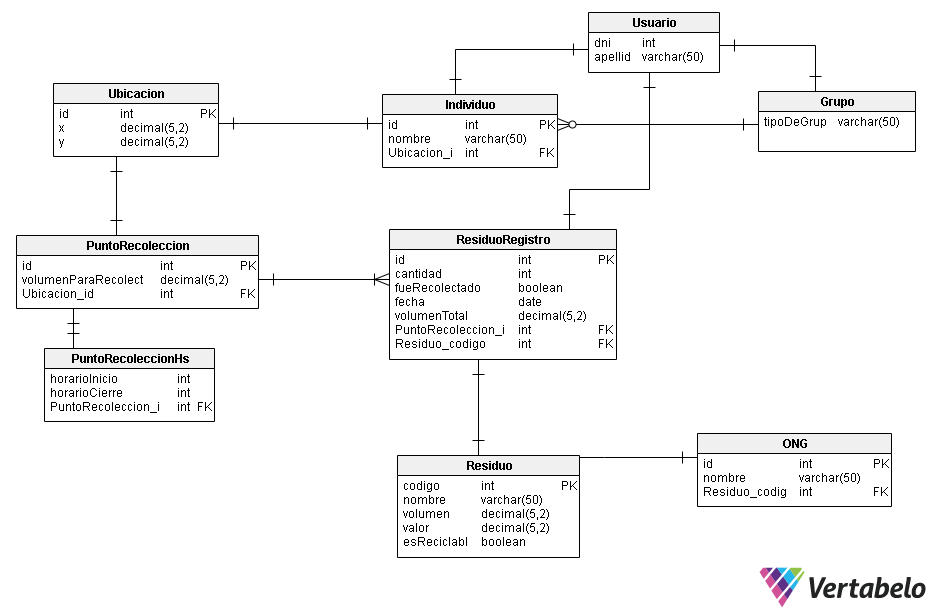 Usuario
dni int
apellid varchar(50)
Ubicacion
id int PK
x decimal(5,2)
y decimal(5,2)
Individuo
id int PK
nombre varchar(50)
Ubicacion_i int FK
Grupo
tipoDeGrup varchar(50)
PuntoRecoleccion
id int PK
volumenParaRecolect decimal(5,2)
Ubicacion_id int FK
ResiduoRegistro
id int PK
cantidad int
fueRecolectado boolean
fecha date
volumenTotal decimal(5,2)
PuntoRecoleccion_i int FK
Residuo_codigo int FK
PuntoRecoleccionHs
horarioInicio int
horarioCierre int
PuntoRecoleccion_i int FK
Residuo
codigo int PK
nombre varchar(50)
volumen decimal(5,2)
valor decimal(5,2)
esReciclabl boolean
ONG
id int PK
nombre varchar(50)
Residuo_codig int FK
Vertabelo